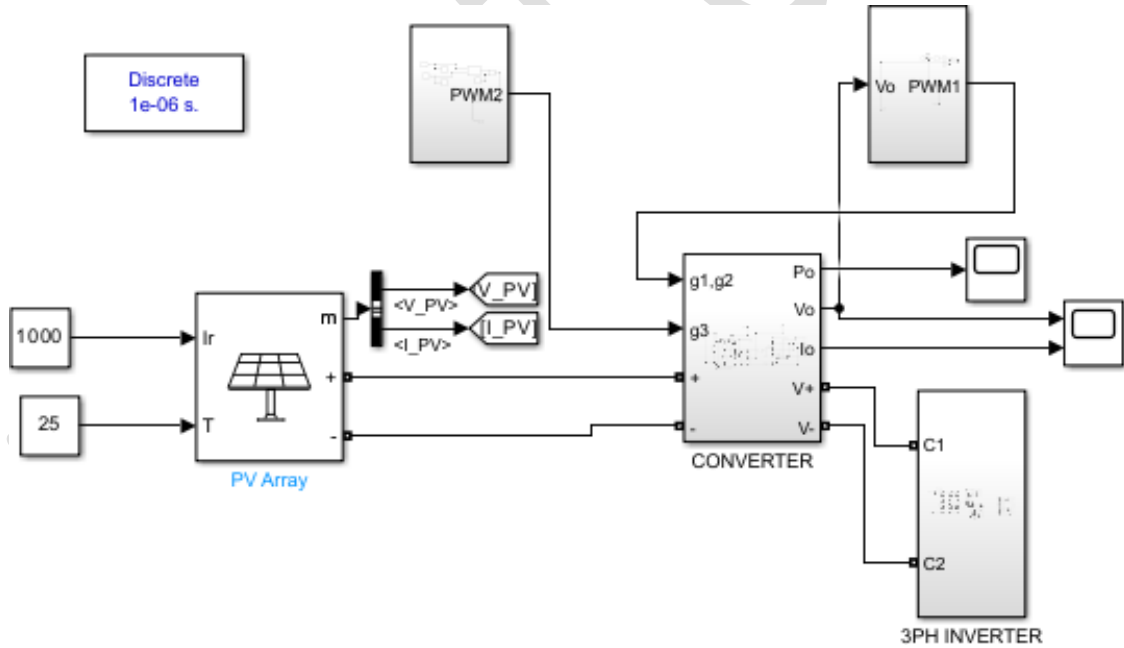 Discrete
1e-06 s.
PWM2
Vo PWM1
1000
25
Ir
T
m
+
-
PV Array
<V_PV>
<I_PV>
V_PV]
[I_PV]
g1,g2
g3
+
-
Po
Vo
Io
V+
V-
CONVERTER
C1
C2
3PH INVERTER